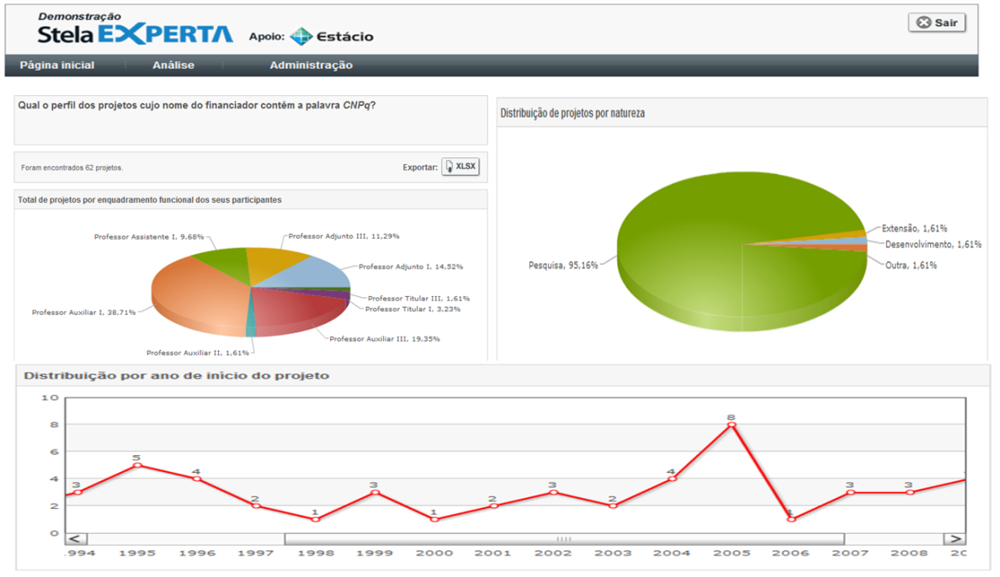 Demonstração
Stela EXPERTA Apoio: Estácio
Sair
Página inicial Análise Administração
Qual o perfil dos projetos cujo nome do financiador contém a palavra CNPq?
Foram encontrados 62 projetos.
Exportar: XLSX
Total de projetos por enquadramento funcional dos seus participantes
Professor Assistente I, 9,68%
Professor Adjunto III, 11,29%
Professor Adjunto I, 14,52%
Professor Titular III, 1,61%
Professor Titular I, 3,23%
Professor Auxiliar I, 38,71%
Professor Auxiliar III, 19,35%
Professor Auxiliar II, 1,61%
Distribuição de projetos por natureza
Extensão, 1,61%
Desenvolvimento, 1,61%
Pesquisa, 95,16%
Outra, 1,61%
Distribuição por ano de início do projeto
10
8
6
4
2
0
3 5 4 2 1 3 1 2 3 2 4 8 1 3 3
< >
1994 1995 1996 1997 1998 1999 2000 2001 2002 2003 2004 2005 2006 2007 2008